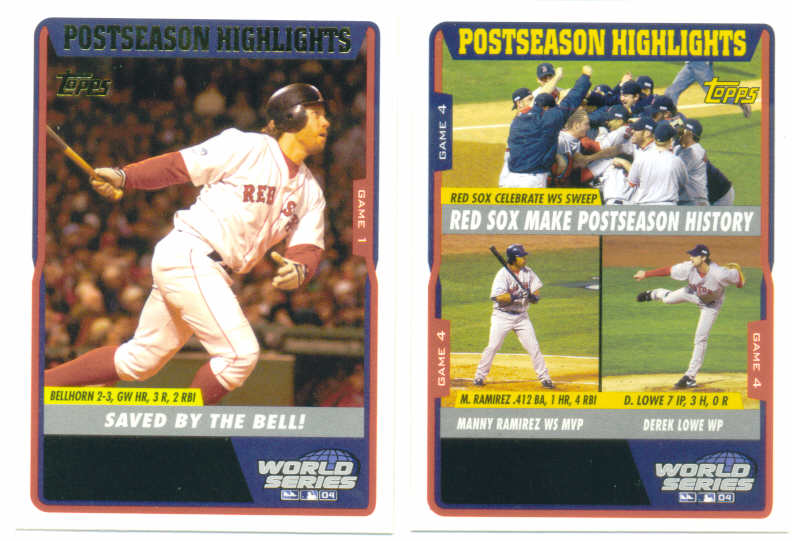 POSTSEASON HIGHLIGHTS
Topps
RED SOX
GAME 1
BELLHORN 2-3, GW HR, 3 R, 2 RBI
SAVED BY THE BELL!
WORLD
SERIES
04
POSTSEASON HIGHLIGHTS
Topps
GAME 4
RED SOX CELEBRATE WS SWEEP
RED SOX MAKE POSTSEASON HISTORY
GAME 4
GAME 4
M. RAMIREZ .412 BA, 1 HR, 4 RBI
D. LOWE 7 IP, 3 H, 0 R
MANNY RAMIREZ WS MVP
DEREK LOWE WP
WORLD
SERIES
04